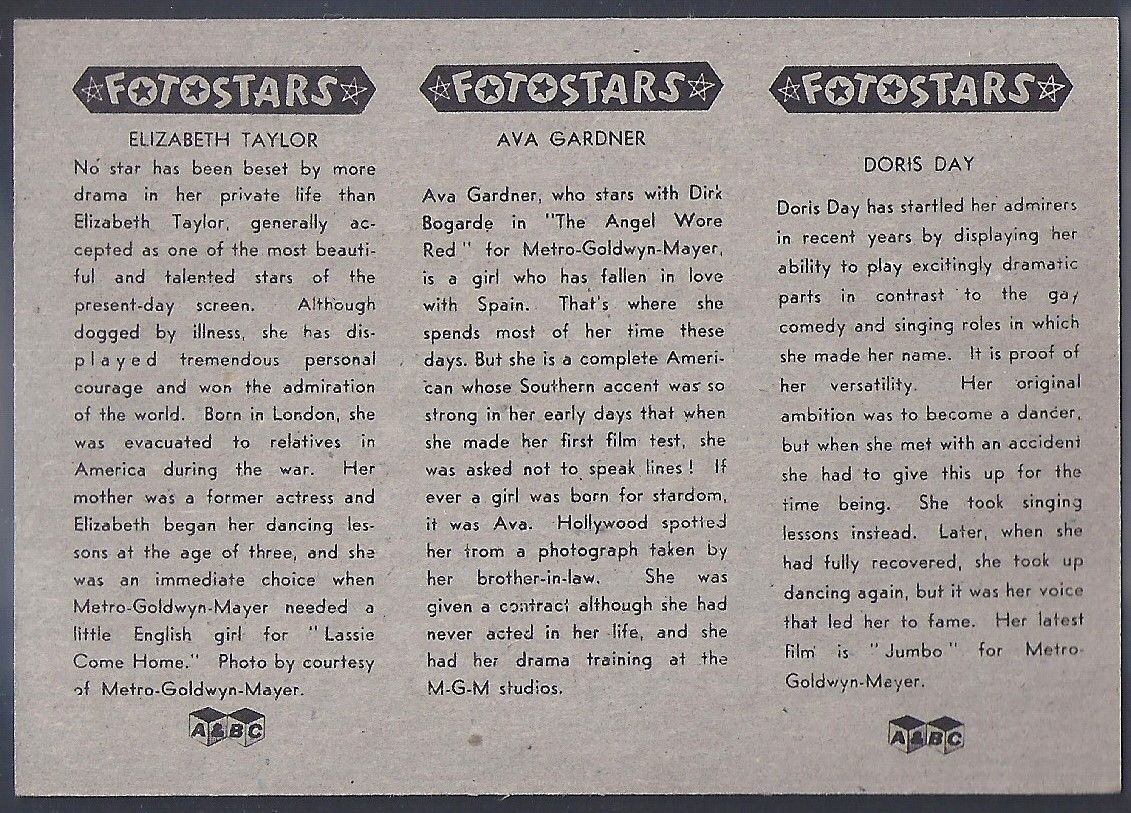 FOTOSTARS
ELIZABETH TAYLOR
No star has been beset by more
drama in her private life than
Elizabeth Taylor, generally ac-
cepted as one of the most beauti-
ful and talented stars of the
present-day screen. Although
dogged by illness, she has dis-
played tremendous personal
courage and won the admiration
of the world. Born in London, she
was evacuated to relatives in
America during the war. Her
mother was a former actress and
Elizabeth began her dancing les-
sons at the age of three, and she
was an immediate choice when
Metro-Goldwyn-Mayer needed a
little English girl for "Lassie
Come Home." Photo by courtesy
of Metro-Goldwyn-Mayer.
A&BC
FOTOSTARS
AVA GARDNER
Ava Gardner, who stars with Dirk
Bogarde in "The Angel Wore
Red" for Metro-Goldwyn-Mayer,
is a girl who has fallen in love
with Spain. That's where she
spends most of her time these
days. But she is a complete Ameri-
can whose Southern accent was so
strong in her early days that when
she made her first film test, she
was asked not to speak lines! If
ever a girl was born for stardom,
it was Ava. Hollywood spotted
her from a photograph taken by
her brother-in-law. She was
given a contract although she had
never acted in her life, and she
had her drama training at the
M-G-M studios.
FOTOSTARS
DORIS DAY
Doris Day has startled her admirers
in recent years by displaying her
ability to play excitingly dramatic
parts in contrast to the gay
comedy and singing roles in which
she made her name. It is proof of
her versatility. Her original
ambition was to become a dancer,
but when she met with an accident
she had to give this up for the
time being. She took singing
lessons instead. Later, when she
had fully recovered, she took up
dancing again, but it was her voice
that led her to fame. Her latest
film is "Jumbo" for Metro-
Goldwyn-Meyer.
A&BC